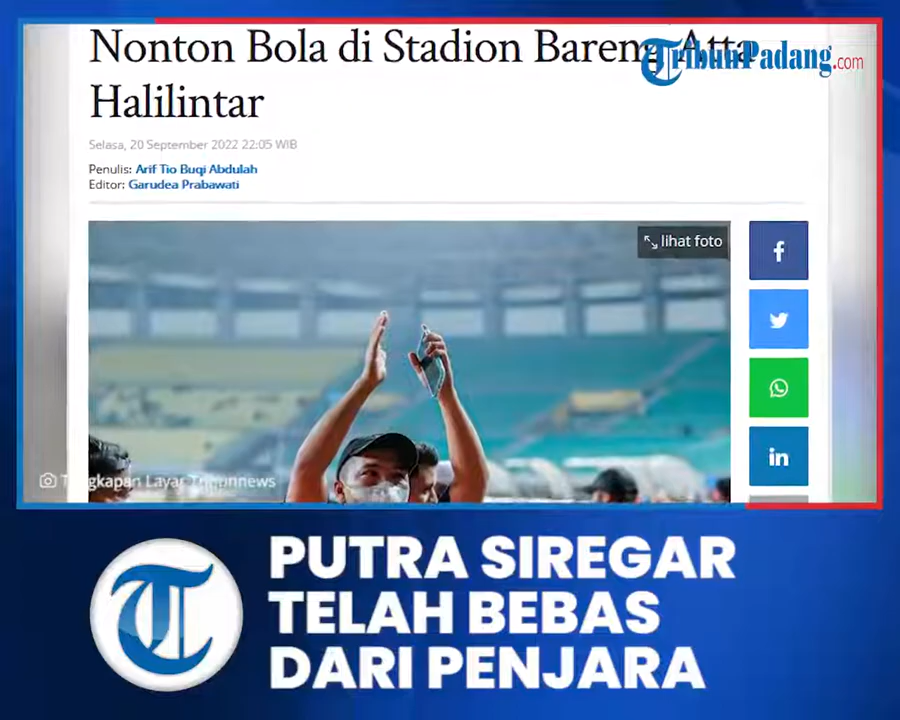 Nonton Bola di Stadion Bareng Atta
Halilintar
TribunPadang.com
Selasa, 20 September 2022 22:05 WIB
Penulis: Arif Tio Buqi Abdulah
Editor: Garudea Prabawati
lihat foto
Tangkapan Layar Tribunnews
PUTRA SIREGAR
TELAH BEBAS
DARI PENJARA